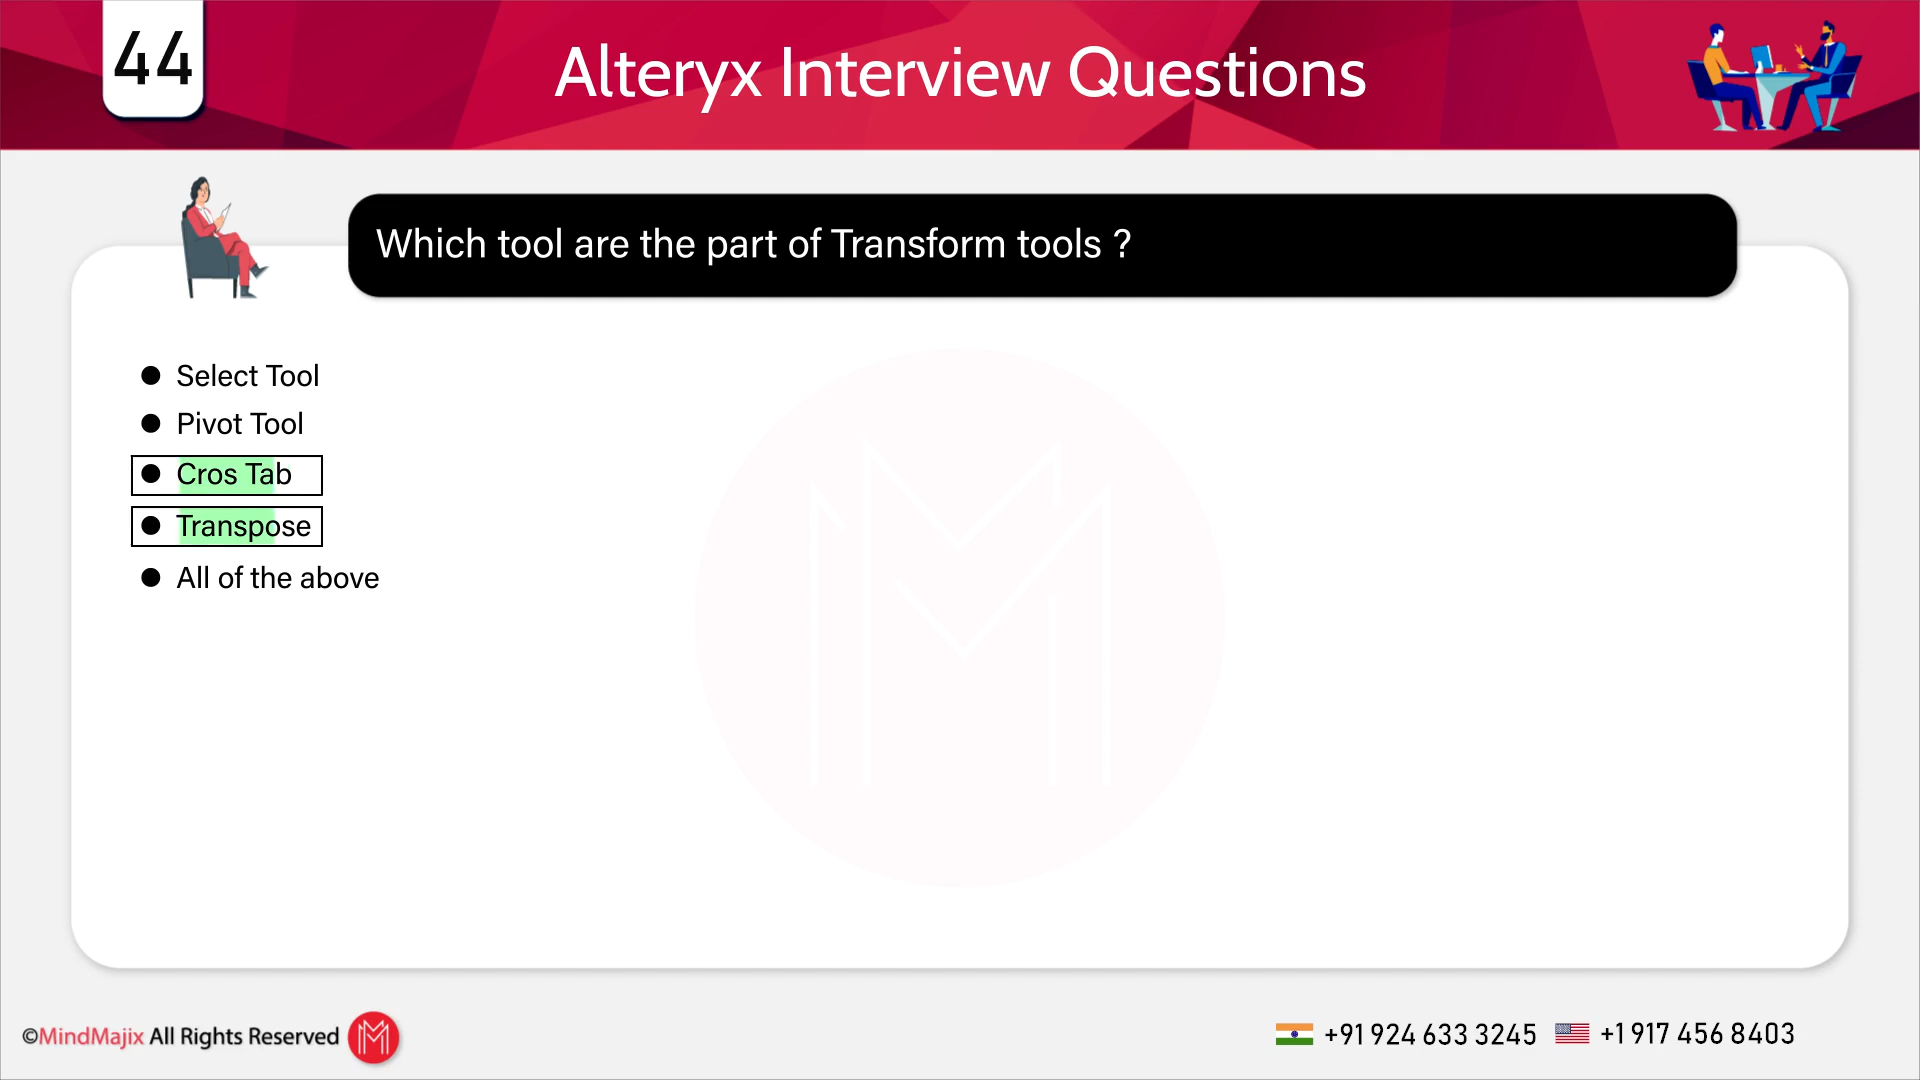 44
Alteryx Interview Questions
Which tool are the part of Transform tools ?
● Select Tool
● Pivot Tool
● Cros Tab
● Transpose
● All of the above
©MindMajix All Rights Reserved
+91 924 633 3245 +1 917 456 8403